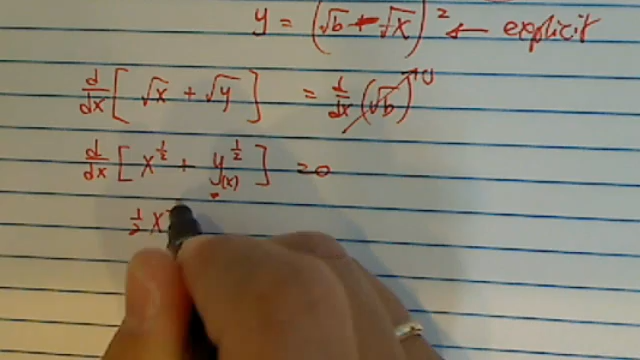 y = (√b - √x)² ← explicit
d/dx [ √x + √y ] = d/dx (√b) → 0
d/dx [ x^½ + y^½ ] = 0
y(x)
½ x